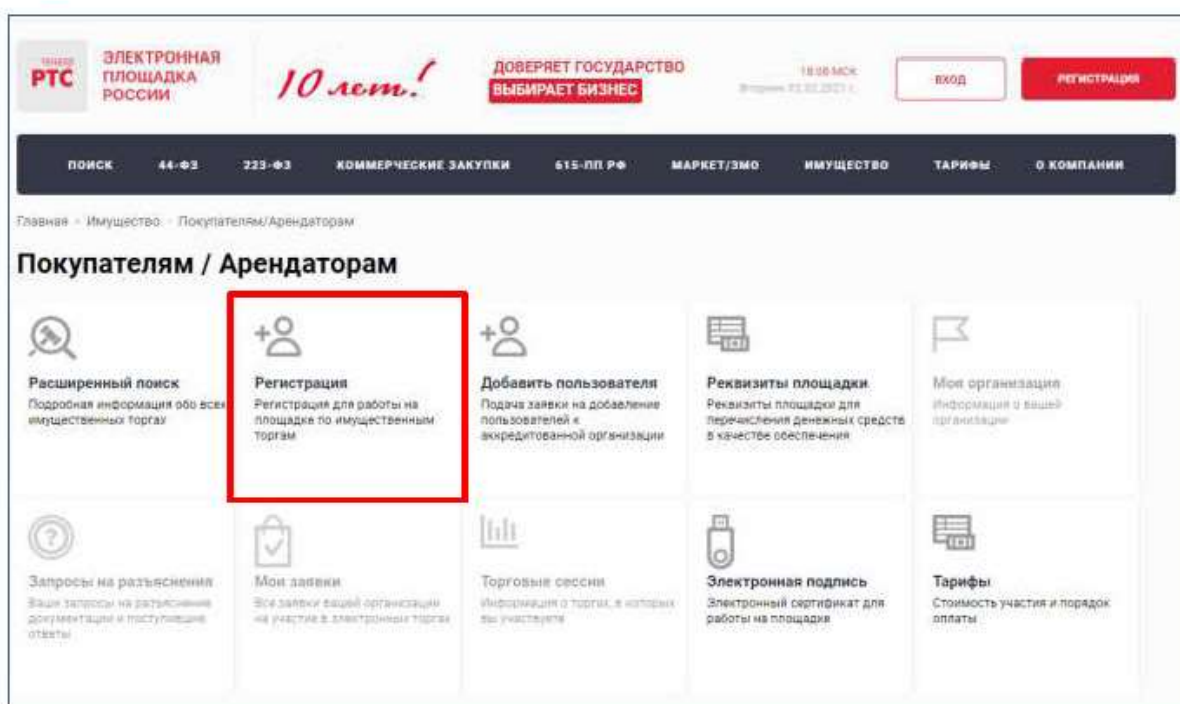 тендер
РТС
ЭЛЕКТРОННАЯ
ПЛОЩАДКА
РОССИИ
10 лет!
ДОВЕРЯЕТ ГОСУДАРСТВО
ВЫБИРАЕТ БИЗНЕС
МСК
Вторник
ВХОД
РЕГИСТРАЦИЯ
ПОИСК 44-ФЗ 223-ФЗ КОММЕРЧЕСКИЕ ЗАКУПКИ 615-ПП РФ МАРКЕТ/ЗМО ИМУЩЕСТВО ТАРИФЫ О КОМПАНИИ
Главная Имущество Покупателям/Арендаторам
Покупателям / Арендаторам
Расширенный поиск
Подробная информация обо всех
имущественных торгах
Регистрация
Регистрация для работы на
площадке по имущественным
торгам
Добавить пользователя
Подача заявки на добавление
пользователей к
аккредитованной организации
Реквизиты площадки
Реквизиты площадки для
перечисления денежных средств
в качестве обеспечения
Моя организация
Информация о вашей
организации
Запросы на разъяснения
Ваши запросы на разъяснения
документации и поступившие
ответы
Мои заявки
Все заявки вашей организации
на участие в электронных торгах
Торговые сессии
Информация о торгах, в которых
вы участвуете
Электронная подпись
Электронный сертификат для
работы на площадке
Тарифы
Стоимость участия и порядок
оплаты